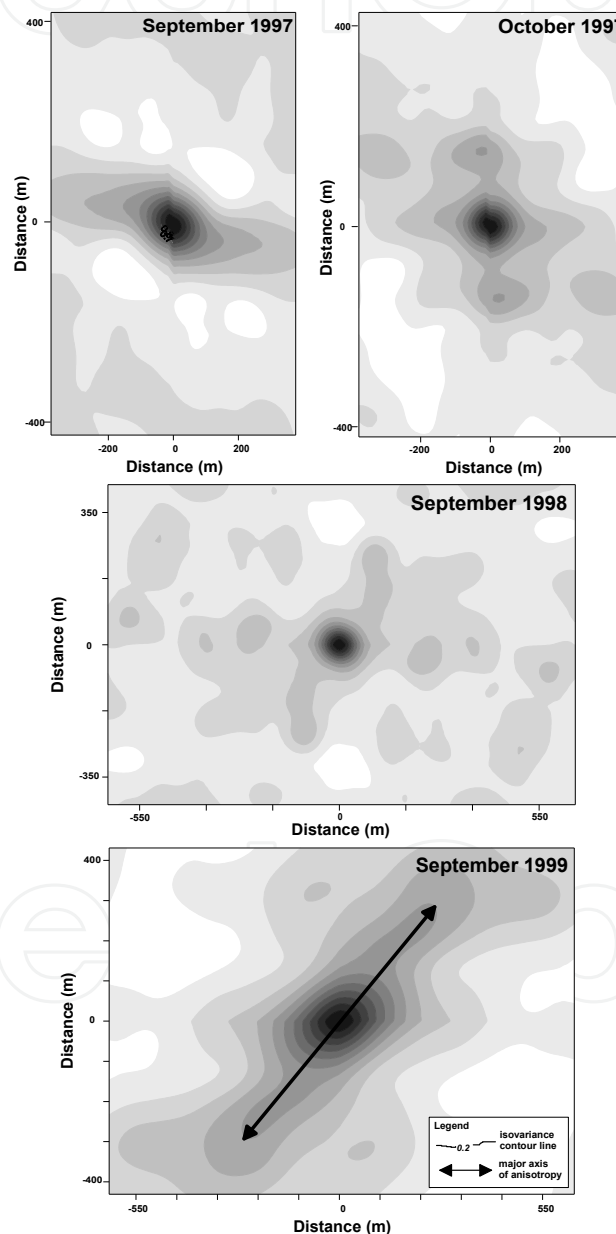 September 1997
400
0
-400
Distance (m)
-200 0 200
Distance (m)
October 1997
400
0
-400
Distance (m)
-200 0 200
Distance (m)
September 1998
350
0
-350
Distance (m)
-550 0 550
Distance (m)
September 1999
400
0
-400
Distance (m)
-550 0 550
Distance (m)
Legend
0.2 isovariance
contour line
major axis
of anisotropy